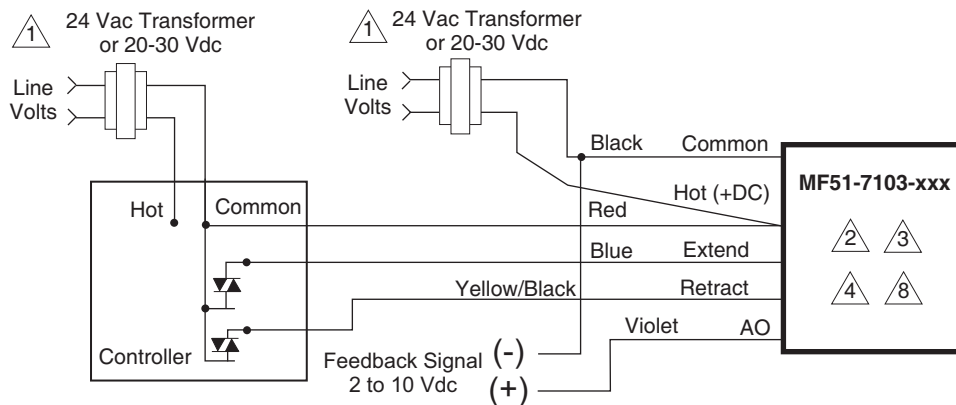 1
24 Vac Transformer
or 20-30 Vdc
Line
Volts
1
24 Vac Transformer
or 20-30 Vdc
Line
Volts
Black
Common
Hot (+DC)
Red
Blue
Extend
Yellow/Black
Retract
Violet
AO
MF51-7103-xxx
2
3
4
8
Hot
Common
Controller
Feedback Signal
2 to 10 Vdc
(-)
(+)